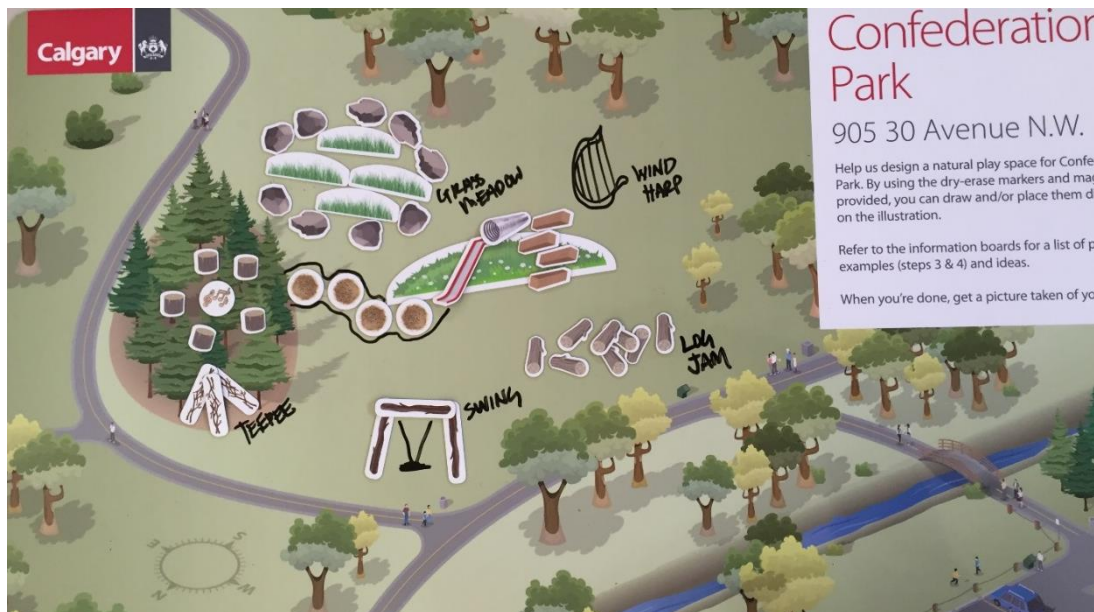 Calgary
Confederation
Park
905 30 Avenue N.W.
Help us design a natural play space for Confe
Park. By using the dry-erase markers and mag
provided, you can draw and/or place them d
on the illustration.
Refer to the information boards for a list of p
examples (steps 3 & 4) and ideas.
When you're done, get a picture taken of yo
GRASS
MEADOW
WIND
HARP
LOG
JAM
SWING
TEEPEE
S
E
W
N